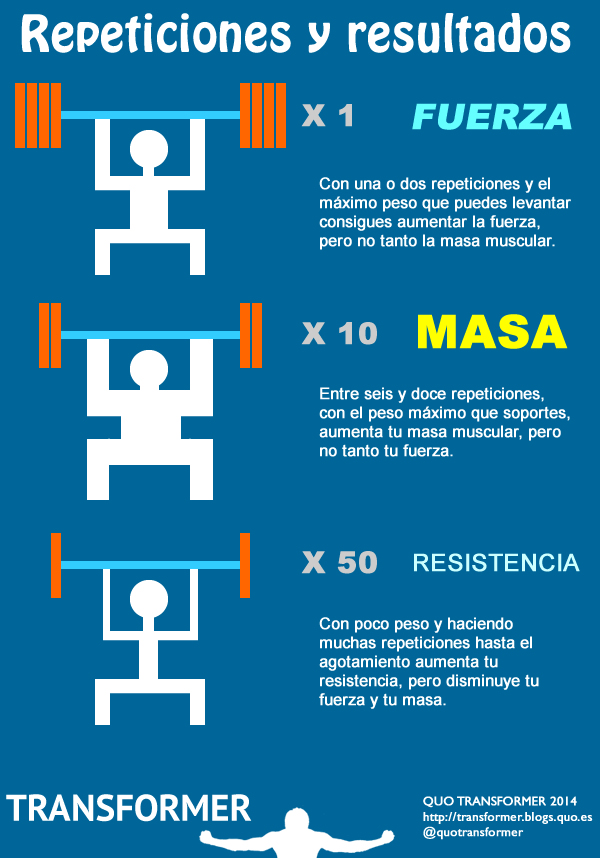 Repeticiones y resultados
X 1 FUERZA
Con una o dos repeticiones y el
máximo peso que puedes levantar
consigues aumentar la fuerza,
pero no tanto la masa muscular.
X 10 MASA
Entre seis y doce repeticiones,
con el peso máximo que soportes,
aumenta tu masa muscular, pero
no tanto tu fuerza.
X 50 RESISTENCIA
Con poco peso y haciendo
muchas repeticiones hasta el
agotamiento aumenta tu
resistencia, pero disminuye tu
fuerza y tu masa.
TRANSFORMER
QUO TRANSFORMER 2014
http://transformer.blogs.quo.es
@quotransformer